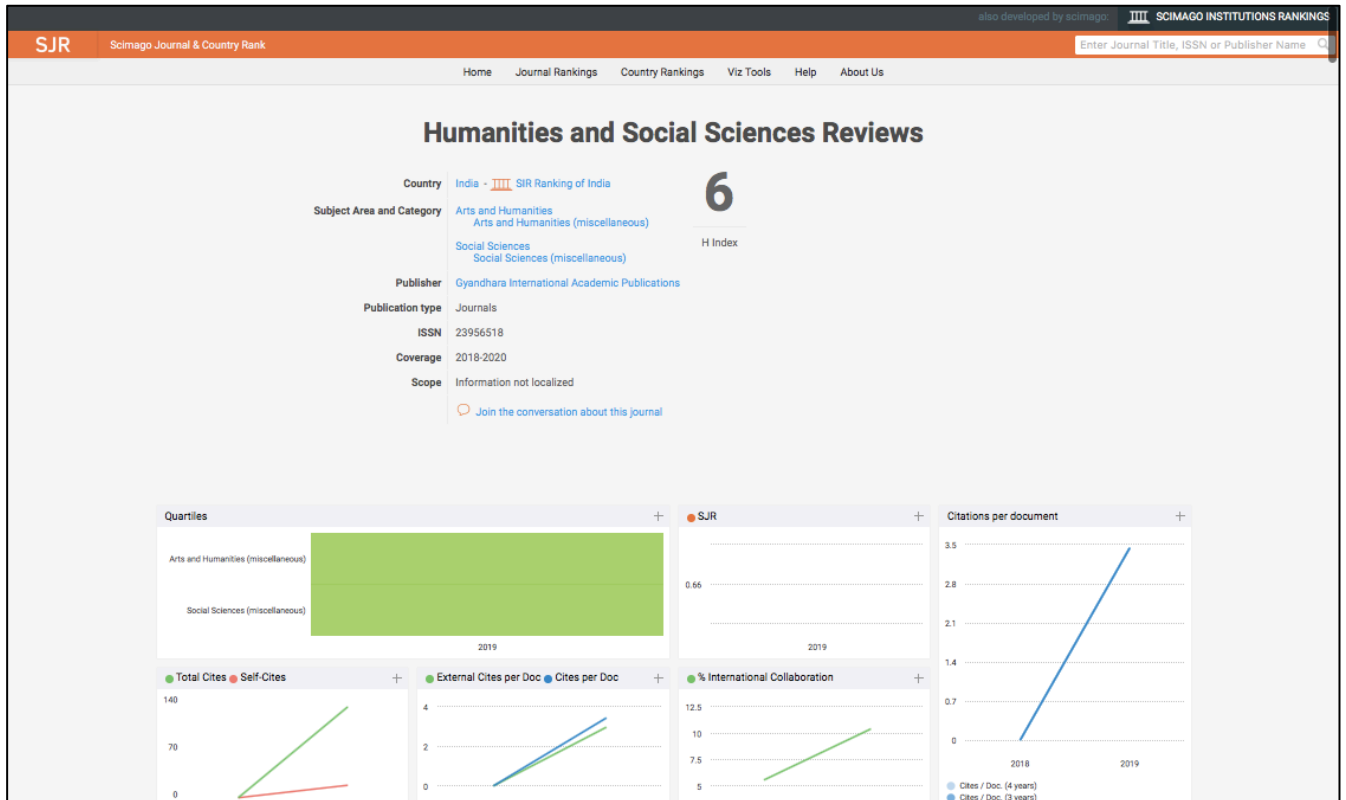 also developed by scimago: SCIMAGO INSTITUTIONS RANKINGS
SJR Scimago Journal & Country Rank Enter Journal Title, ISSN or Publisher Name
Home Journal Rankings Country Rankings Viz Tools Help About Us
Humanities and Social Sciences Reviews
Country India - SIR Ranking of India
Subject Area and Category Arts and Humanities
Arts and Humanities (miscellaneous)
Social Sciences
Social Sciences (miscellaneous)
6
H Index
Publisher Gyandhara International Academic Publications
Publication type Journals
ISSN 23956518
Coverage 2018-2020
Scope Information not localized
Join the conversation about this journal
Quartiles +
Arts and Humanities (miscellaneous)
Social Sciences (miscellaneous)
2019
SJR +
0.66
2019
Citations per document +
3.5
2.8
2.1
1.4
0.7
0
2018 2019
Cites / Doc. (4 years)
Cites / Doc. (3 years)
Total Cites Self-Cites +
140
70
0
External Cites per Doc Cites per Doc +
4
2
0
% International Collaboration +
12.5
10
7.5
5